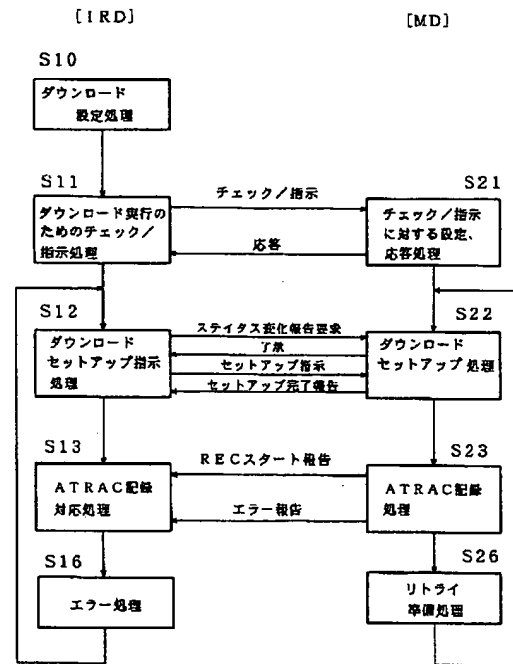 [IRD]
[MD]
S10
ダウンロード
設定処理
S11
S21
ダウンロード実行の
ためのチェック/
指示処理
チェック/指示
応答
チェック/指示
に対する設定、
応答処理
S12
S22
ダウンロード
セットアップ指示
処理
ステイタス変化報告要求
了承
セットアップ指示
セットアップ完了報告
ダウンロード
セットアップ処理
S13
S23
ATRAC記録
対応処理
RECスタート報告
エラー報告
ATRAC記録
処理
S16
S26
エラー処理
リトライ
準備処理